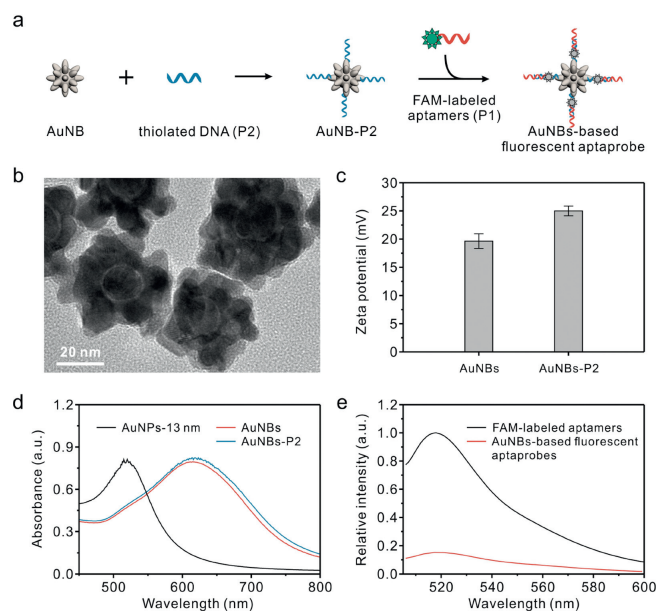 a
AuNB
+
thiolated DNA (P2)
AuNB-P2
FAM-labeled
aptamers (P1)
AuNBs-based
fluorescent aptaprobe
b
20 nm
c
Zeta potential (mV)
30
25
20
15
10
5
0
AuNBs
AuNBs-P2
d
Absorbance (a.u.)
1.2
0.9
0.6
0.3
0.0
AuNPs-13 nm
AuNBs
AuNBs-P2
500
600
700
800
Wavelength (nm)
e
Relative intensity (a.u.)
1.2
1.0
0.8
0.6
0.4
0.2
0.0
FAM-labeled aptamers
AuNBs-based fluorescent
aptaprobes
520
540
560
580
600
Wavelength (nm)